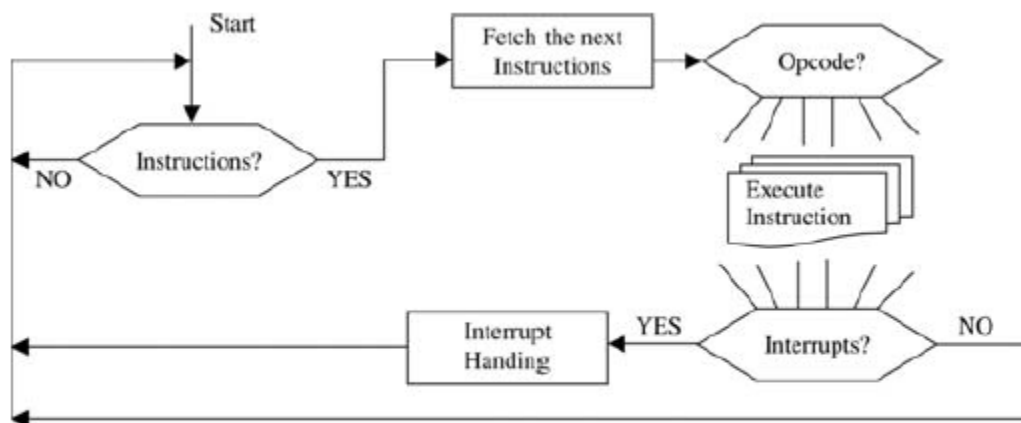 Start
Fetch the next
Instructions
Opcode?
Instructions?
NO
YES
Execute
Instruction
Interrupt
Handing
YES
Interrupts?
NO